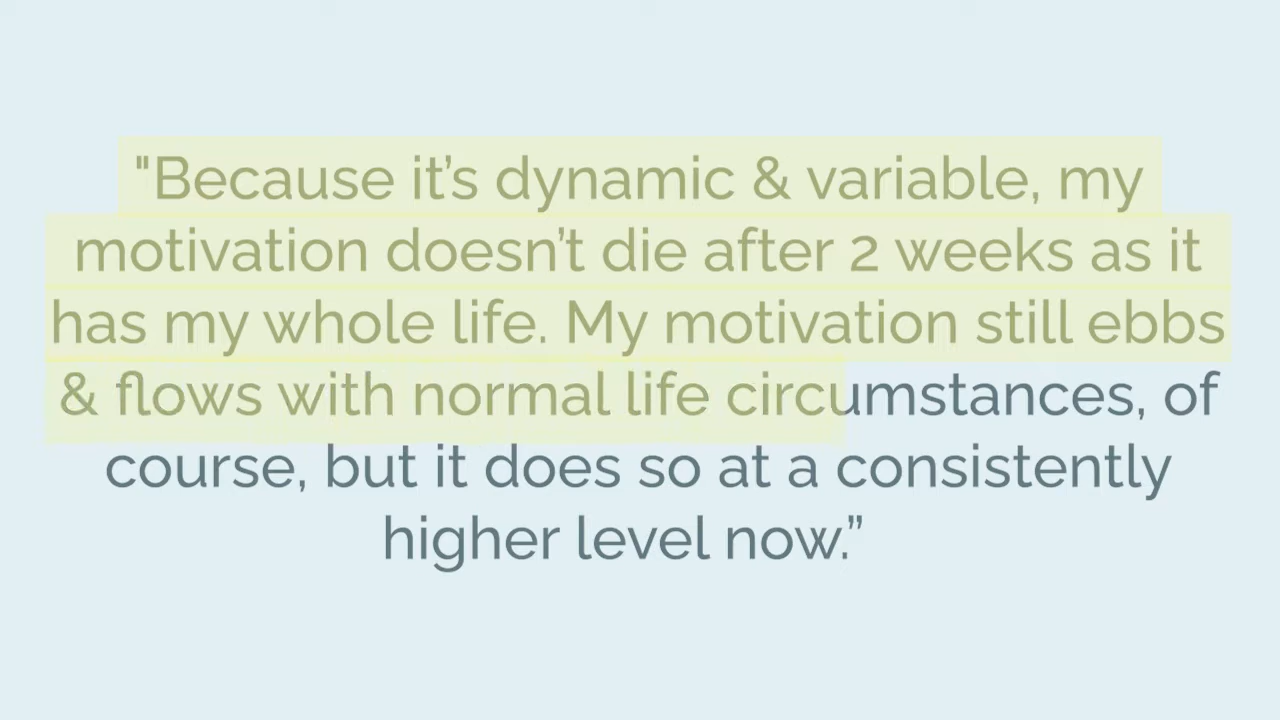 "Because it’s dynamic & variable, my
motivation doesn’t die after 2 weeks as it
has my whole life. My motivation still ebbs
& flows with normal life circumstances, of
course, but it does so at a consistently
higher level now.”